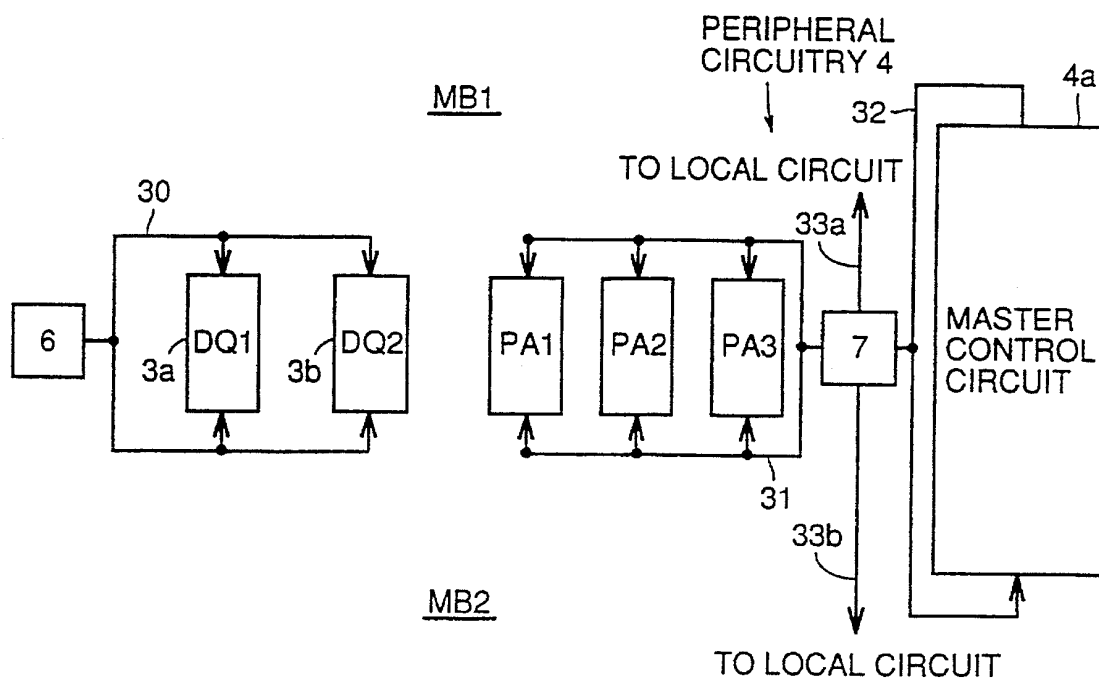 PERIPHERAL
CIRCUITRY 4
MB1
32
4a
TO LOCAL CIRCUIT
30
33a
6
DQ1
DQ2
PA1
PA2
PA3
7
MASTER
CONTROL
CIRCUIT
3a
3b
31
33b
MB2
TO LOCAL CIRCUIT